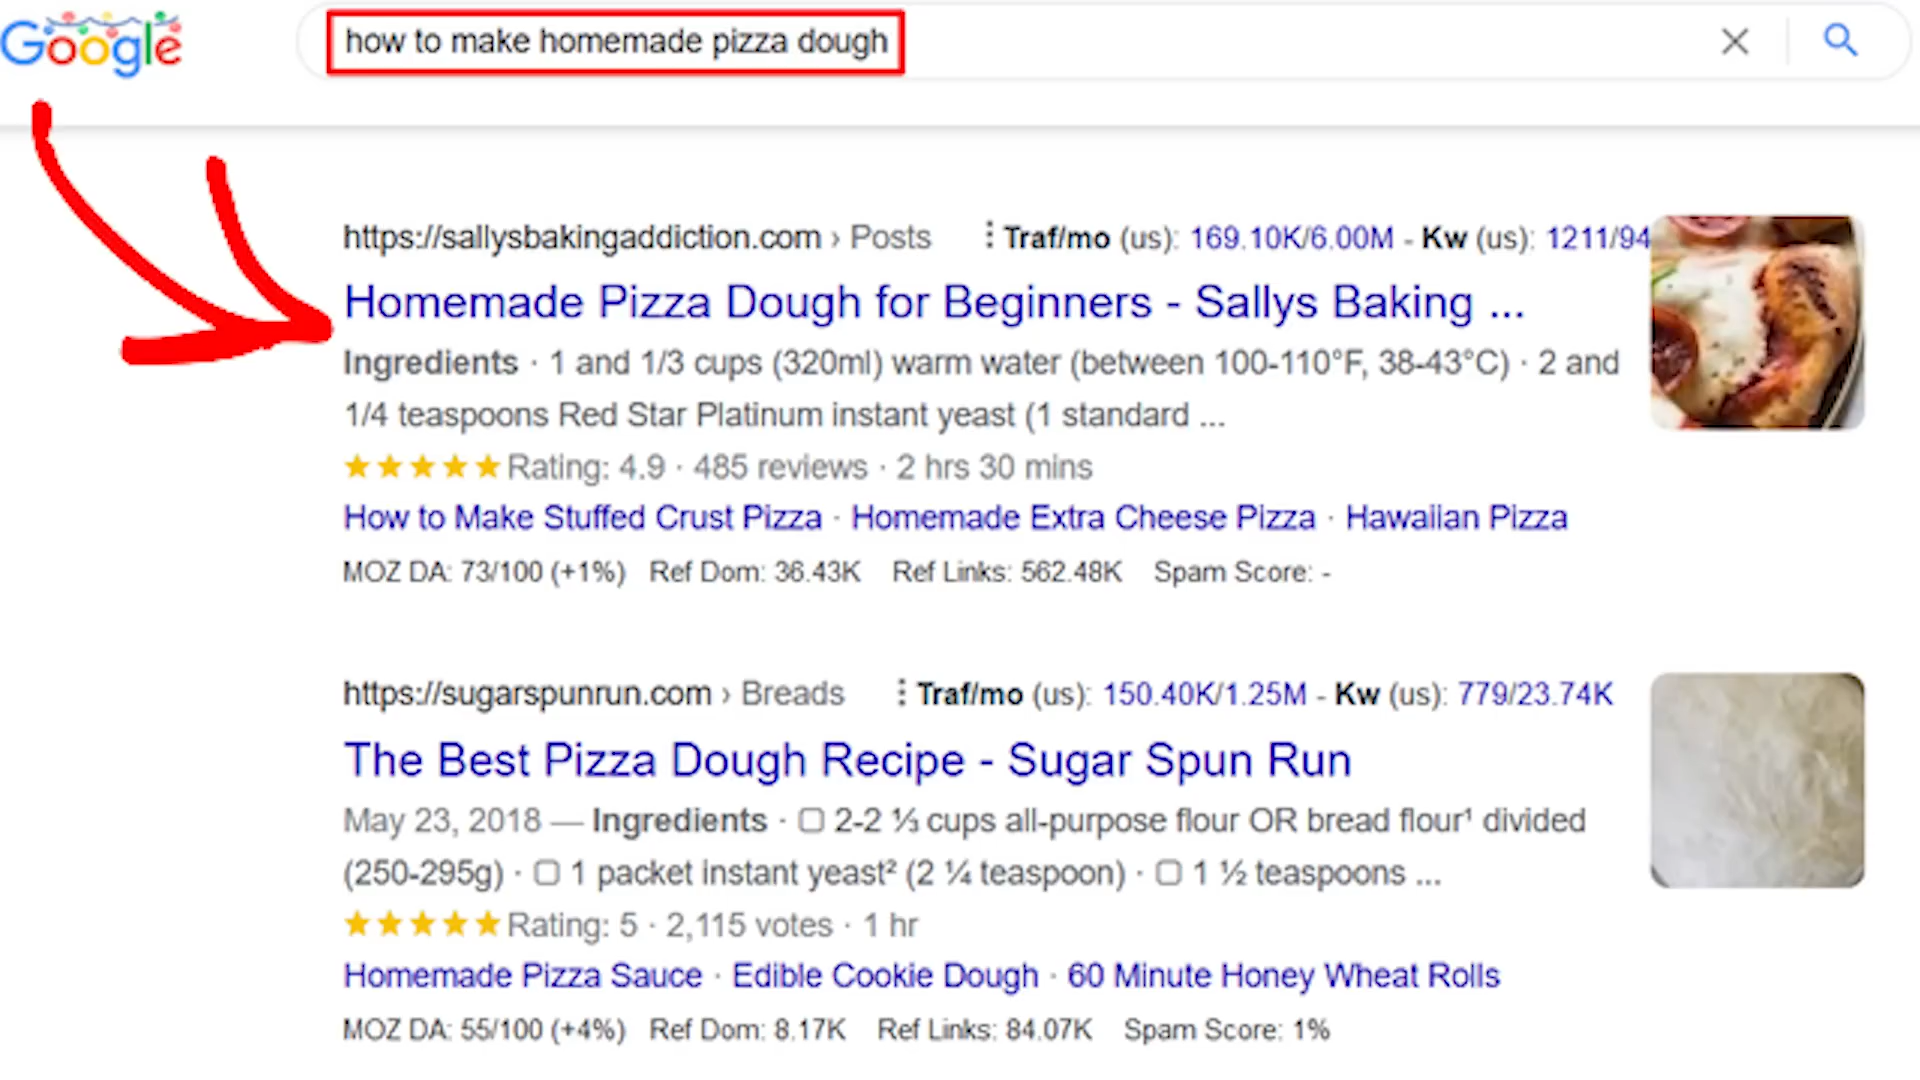 Google
how to make homemade pizza dough
https://sallysbakingaddiction.com › Posts ⋮ Traf/mo (us): 169.10K/6.00M - Kw (us): 1211/94
Homemade Pizza Dough for Beginners - Sallys Baking ...
Ingredients · 1 and 1/3 cups (320ml) warm water (between 100-110°F, 38-43°C) · 2 and
1/4 teaspoons Red Star Platinum instant yeast (1 standard ...
Rating: 4.9 · 485 reviews · 2 hrs 30 mins
How to Make Stuffed Crust Pizza · Homemade Extra Cheese Pizza · Hawaiian Pizza
MOZ DA: 73/100 (+1%) Ref Dom: 36.43K Ref Links: 562.48K Spam Score: -
https://sugarspunrun.com › Breads ⋮ Traf/mo (us): 150.40K/1.25M - Kw (us): 779/23.74K
The Best Pizza Dough Recipe - Sugar Spun Run
May 23, 2018 — Ingredients · ▢ 2-2 ⅓ cups all-purpose flour OR bread flour¹ divided
(250-295g) · ▢ 1 packet instant yeast² (2 ¼ teaspoon) · ▢ 1 ½ teaspoons ...
Rating: 5 · 2,115 votes · 1 hr
Homemade Pizza Sauce · Edible Cookie Dough · 60 Minute Honey Wheat Rolls
MOZ DA: 55/100 (+4%) Ref Dom: 8.17K Ref Links: 84.07K Spam Score: 1%